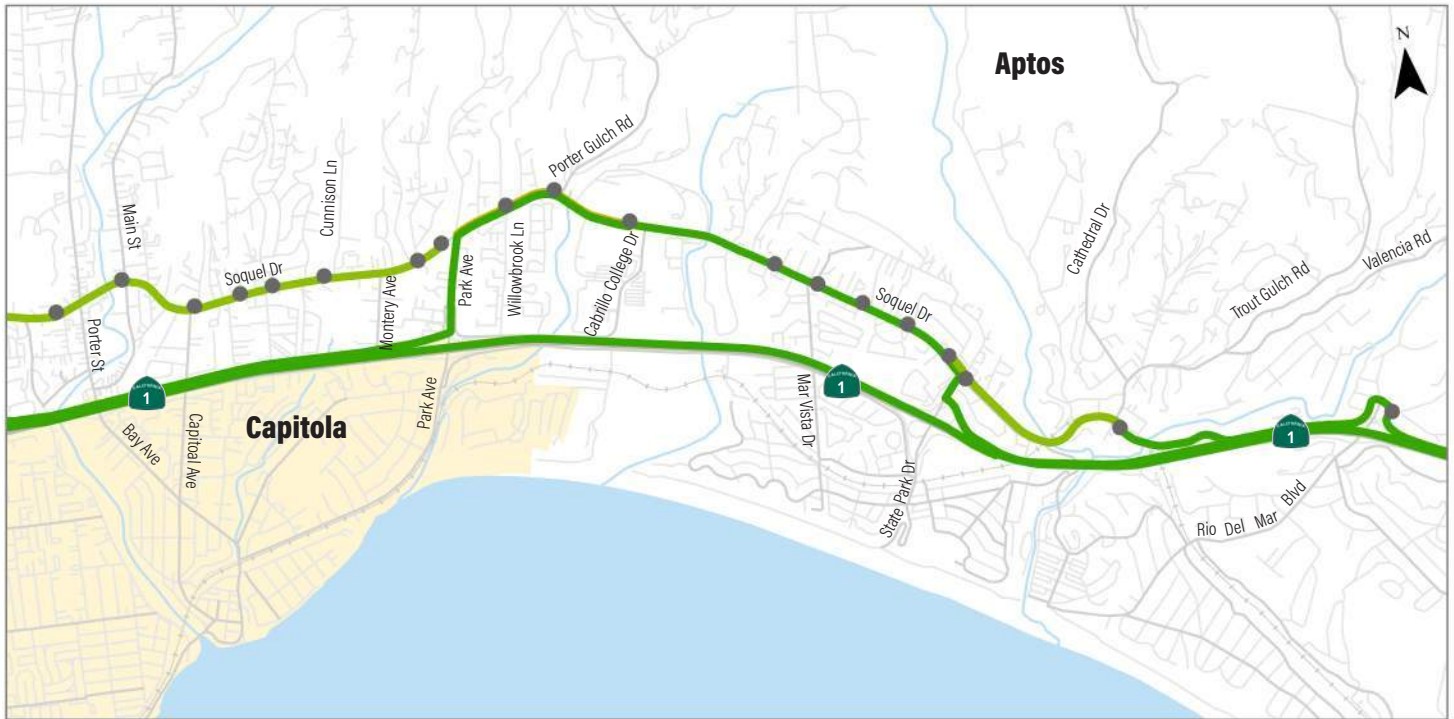 N
Aptos
Porter Gulch Rd
Main St
Cunnison Ln
Soquel Dr
Park Ave
Willowbrook Ln
Cabrillo College Dr
Cathedral Dr
Valencia Rd
Trout Gulch Rd
Montery Ave
Soquel Dr
Porter St
1
1
1
Mar Vista Dr
Park Ave
Capitola
Capitoal Ave
Bay Ave
State Park Dr
Rio Del Mar Blvd